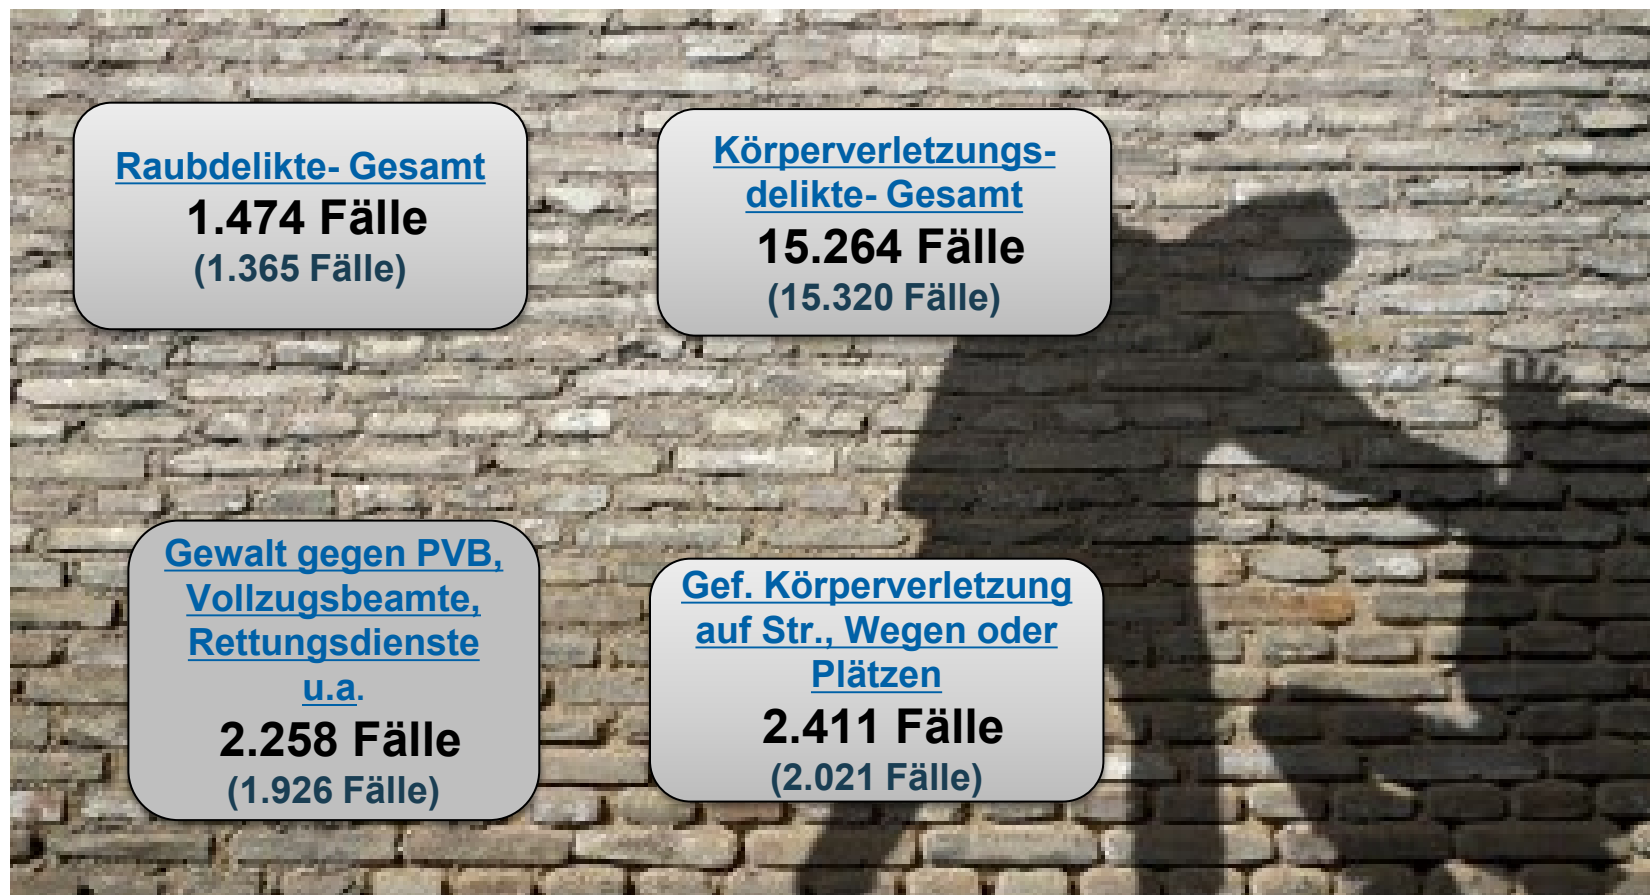 Raubdelikte- Gesamt
1.474 Fälle
(1.365 Fälle)
Körperverletzungs-
delikte- Gesamt
15.264 Fälle
(15.320 Fälle)
Gewalt gegen PVB,
Vollzugsbeamte,
Rettungsdienste
u.a.
2.258 Fälle
(1.926 Fälle)
Gef. Körperverletzung
auf Str., Wegen oder
Plätzen
2.411 Fälle
(2.021 Fälle)